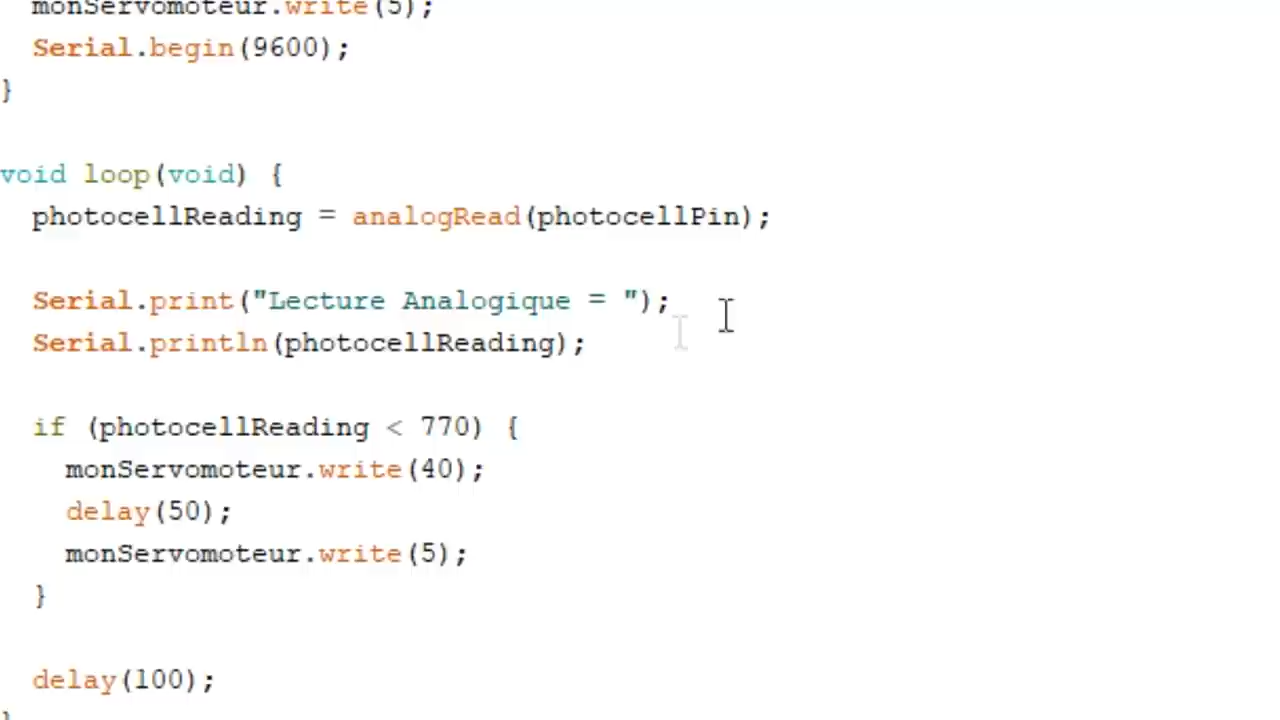 monServomoteur.write(5);
Serial.begin(9600);
}
void loop(void) {
photocellReading = analogRead(photocellPin);
Serial.print("Lecture Analogique = ");
Serial.println(photocellReading);
if (photocellReading < 770) {
monServomoteur.write(40);
delay(50);
monServomoteur.write(5);
}
delay(100);
}